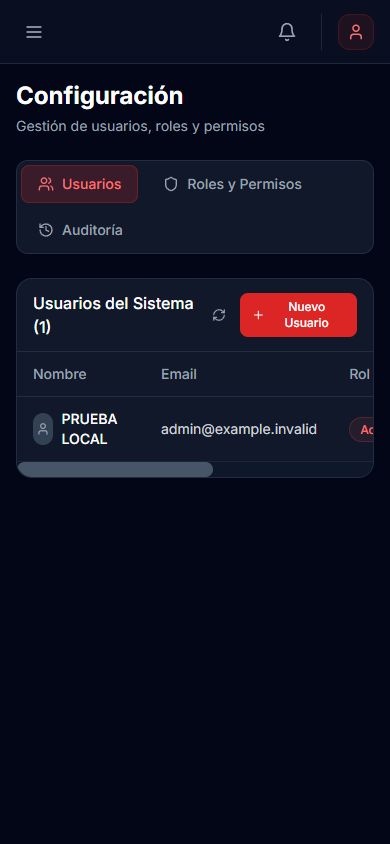 Configuración
Gestión de usuarios, roles y permisos
Usuarios
Roles y Permisos
Auditoría
Usuarios del Sistema
(1)
Nuevo
Usuario
Nombre
Email
Rol
PRUEBA
LOCAL
admin@example.invalid